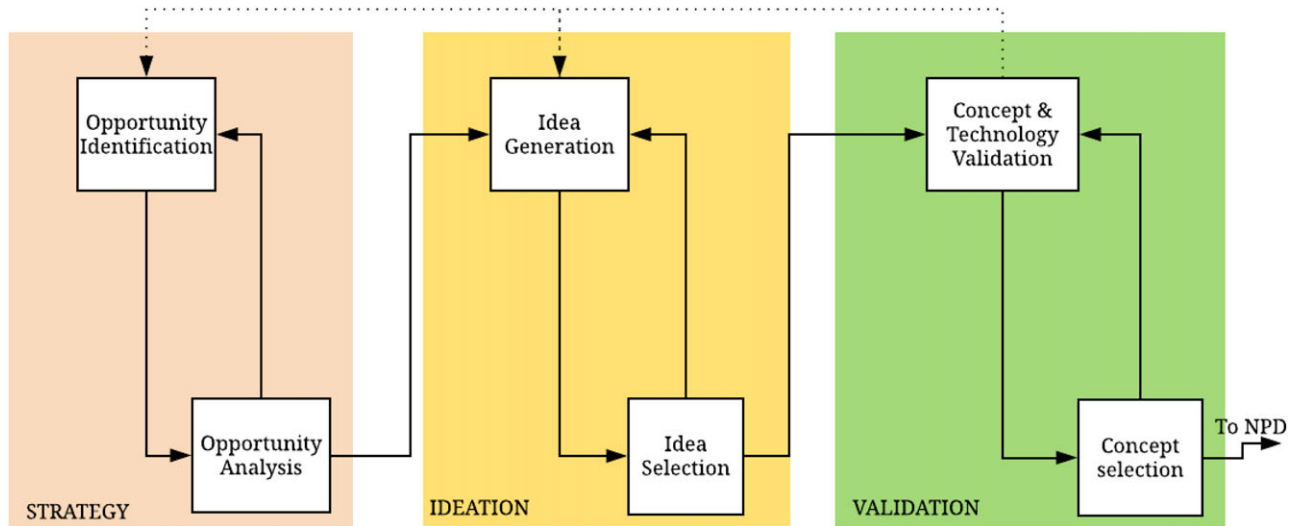 Opportunity
Identification
Opportunity
Analysis
STRATEGY
Idea
Generation
Idea
Selection
IDEATION
Concept &
Technology
Validation
Concept
selection
To NPD
VALIDATION